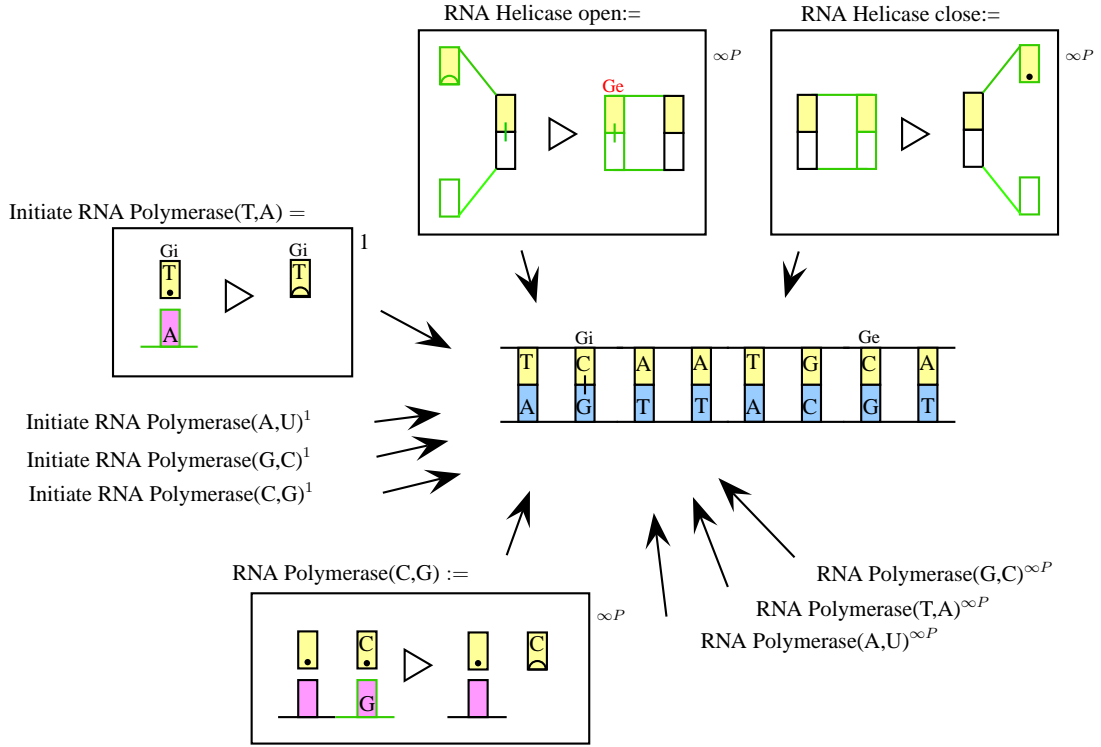 RNA Helicase open:=
RNA Helicase close:=
∞P
∞P
Ge
Initiate RNA Polymerase(T,A) =
1
Gi
Gi
T
T
A
Gi
Ge
T C A A T G C A
A G T T A C G T
Initiate RNA Polymerase(A,U)1
Initiate RNA Polymerase(G,C)1
Initiate RNA Polymerase(C,G)1
RNA Polymerase(C,G) :=
∞P
C
C
G
RNA Polymerase(G,C)∞P
RNA Polymerase(T,A)∞P
RNA Polymerase(A,U)∞P